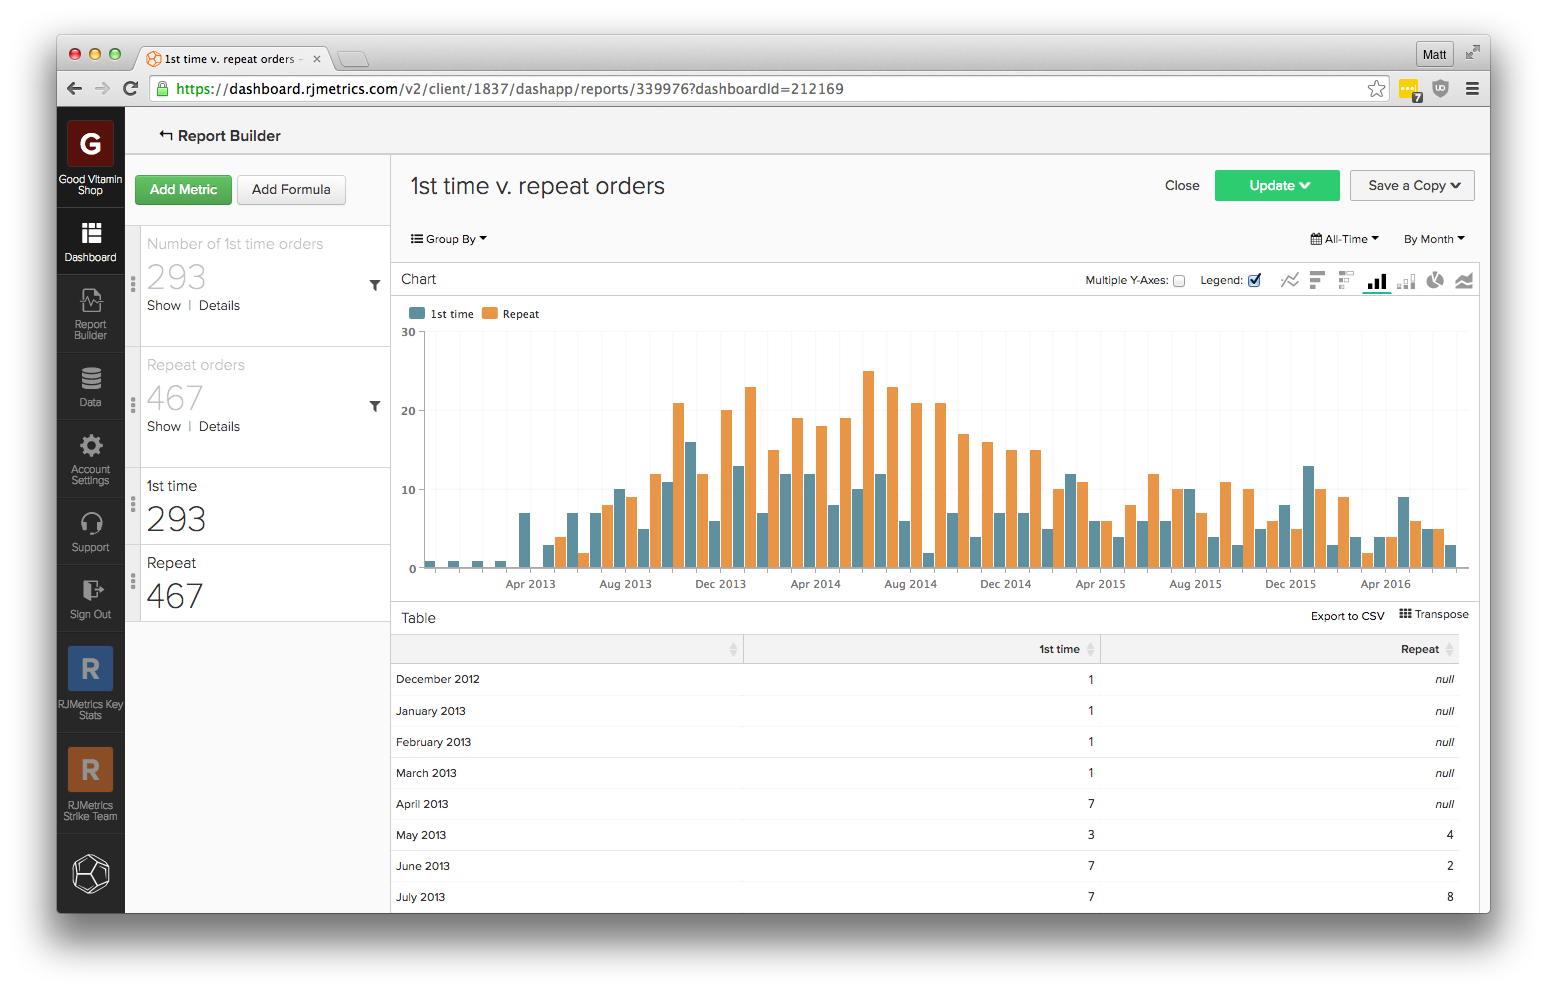 1st time v. repeat orders -
Matt
https://dashboard.rjmetrics.com/v2/client/1837/dashapp/reports/339976?dashboardId=212169
7
UD
G
Good Vitamin
Shop
Dashboard
Report
Builder
Data
Account
Settings
Support
Sign Out
R
RJMetrics Key
Stats
R
RJMetrics
Strike Team
Report Builder
Add Metric Add Formula
Number of 1st time orders
293
Show | Details
Repeat orders
467
Show | Details
1st time
293
Repeat
467
1st time v. repeat orders
Close Update Save a Copy
Group By All-Time By Month
Chart Multiple Y-Axes: Legend:
1st time Repeat
30
20
10
0
Apr 2013 Aug 2013 Dec 2013 Apr 2014 Aug 2014 Dec 2014 Apr 2015 Aug 2015 Dec 2015 Apr 2016
Table Export to CSV Transpose
1st time Repeat
December 2012 1 null
January 2013 1 null
February 2013 1 null
March 2013 1 null
April 2013 7 null
May 2013 3 4
June 2013 7 2
July 2013 7 8